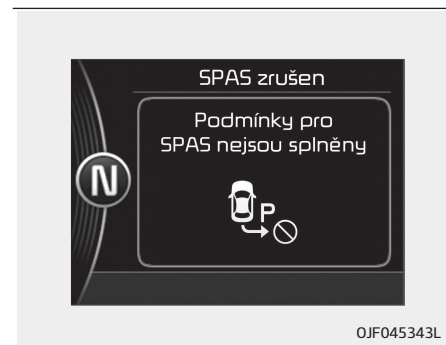 SPAS zrušen
Podmínky pro
SPAS nejsou splněny
N
P
OJF045343L